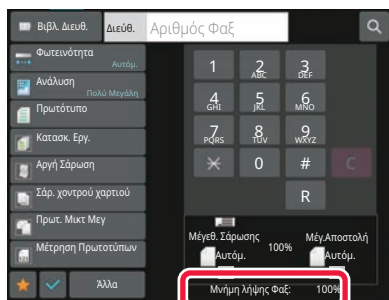 Βιβλ. Διευθ.
Διεύθ.
Αριθμός Φαξ
Φωτεινότητα
Αυτόμ.
Ανάλυση
Πολύ Μεγάλη
Πρωτότυπο
Κατασκ. Εργ.
Αργή Σάρωση
Σάρ. χοντρού χαρτιού
Πρωτ. Μικτ Μεγ
Μέτρηση Πρωτοτύπων
Άλλα
1
2 ABC
3 DEF
4 GHI
5 JKL
6 MNO
7 PQRS
8 TUV
9 WXYZ
0
#
C
R
Μέγεθ. Σάρωσης
100%
Μέγ.Αποστολή
Αυτόμ.
Αυτόμ.
Μνήμη λήψης Φαξ: 100%